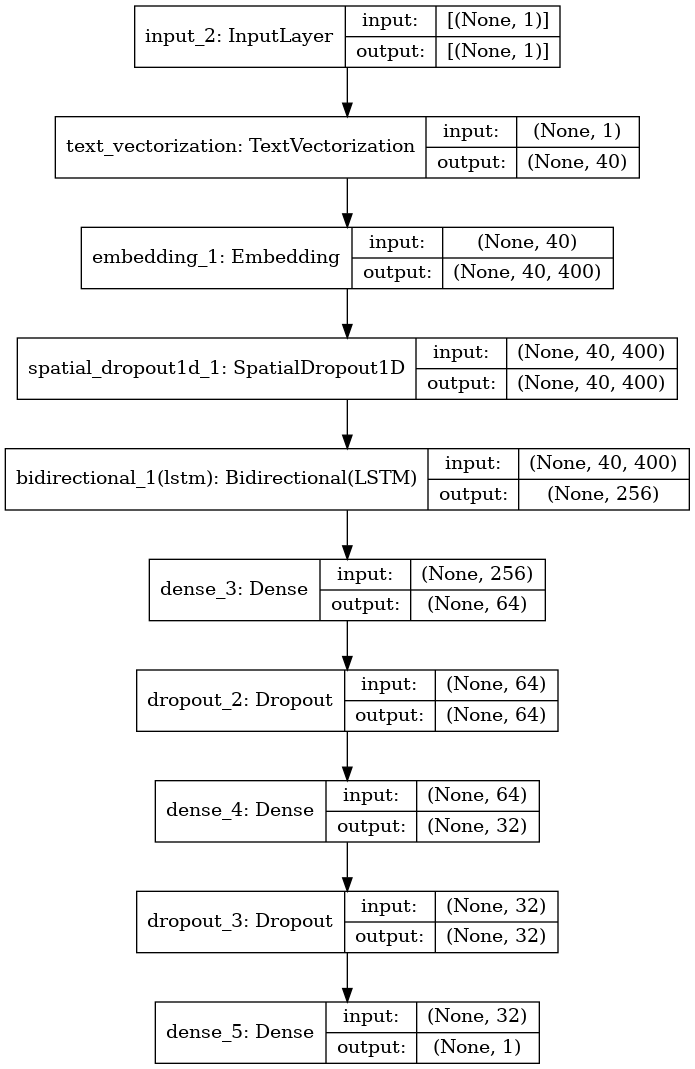 input_2: InputLayer
input:
[(None, 1)]
output:
[(None, 1)]
text_vectorization: TextVectorization
input:
(None, 1)
output:
(None, 40)
embedding_1: Embedding
input:
(None, 40)
output:
(None, 40, 400)
spatial_dropout1d_1: SpatialDropout1D
input:
(None, 40, 400)
output:
(None, 40, 400)
bidirectional_1(lstm): Bidirectional(LSTM)
input:
(None, 40, 400)
output:
(None, 256)
dense_3: Dense
input:
(None, 256)
output:
(None, 64)
dropout_2: Dropout
input:
(None, 64)
output:
(None, 64)
dense_4: Dense
input:
(None, 64)
output:
(None, 32)
dropout_3: Dropout
input:
(None, 32)
output:
(None, 32)
dense_5: Dense
input:
(None, 32)
output:
(None, 1)